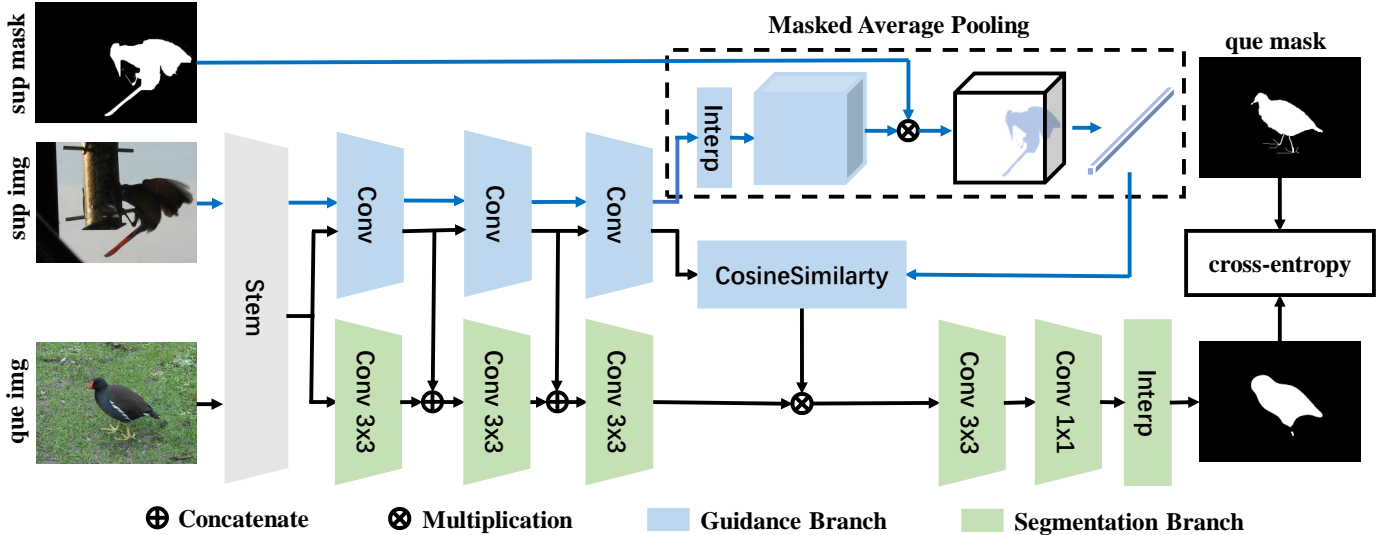 Masked Average Pooling
sup mask
que mask
Interp
sup img
Conv
Conv
Conv
CosineSimilarty
cross-entropy
Stem
que img
Conv 3x3
Conv 3x3
Conv 3x3
Conv 3x3
Conv 1x1
Interp
Concatenate
Multiplication
Guidance Branch
Segmentation Branch